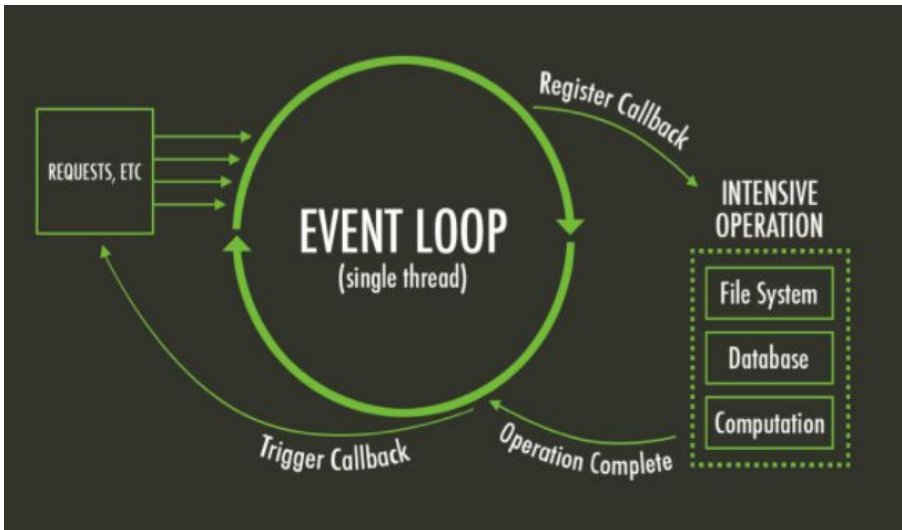 REQUESTS, ETC
EVENT LOOP
(single thread)
Register Callback
INTENSIVE
OPERATION
File System
Database
Computation
Operation Complete
Trigger Callback